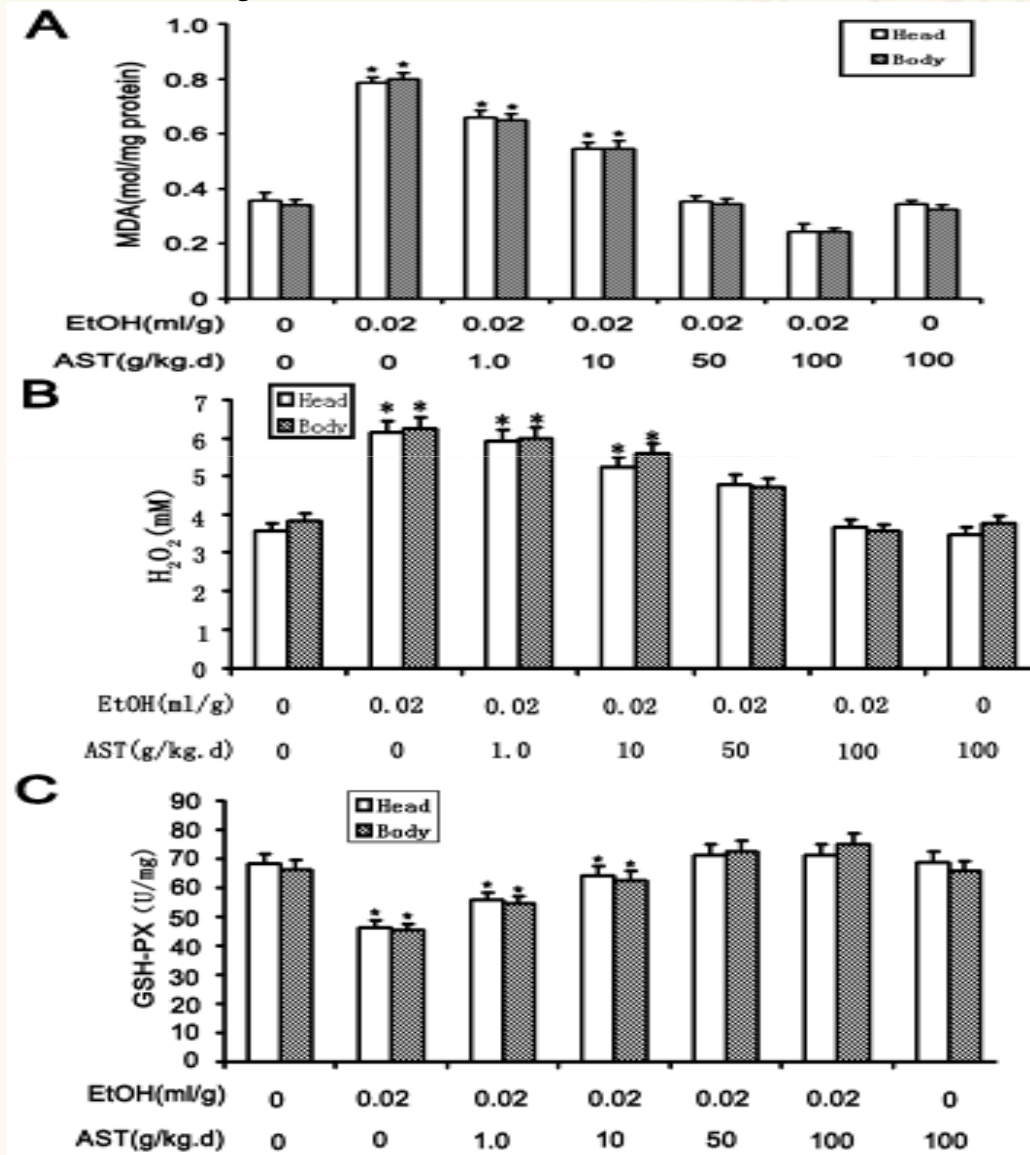 A
1.0
0.8
0.6
0.4
0.2
0
MDA(mol/mg protein)
Head
Body
* * * * * *
EtOH(ml/g) 0 0.02 0.02 0.02 0.02 0.02 0
AST(g/kg.d) 0 0 1.0 10 50 100 100
B
7
6
5
4
3
2
1
0
H₂O₂(mM)
Head
Body
* * * * * *
EtOH(ml/g) 0 0.02 0.02 0.02 0.02 0.02 0
AST(g/kg.d) 0 0 1.0 10 50 100 100
C
90
80
70
60
50
40
30
20
10
0
GSH-PX (U/mg)
Head
Body
* * * * * *
EtOH(ml/g) 0 0.02 0.02 0.02 0.02 0.02 0
AST(g/kg.d) 0 0 1.0 10 50 100 100